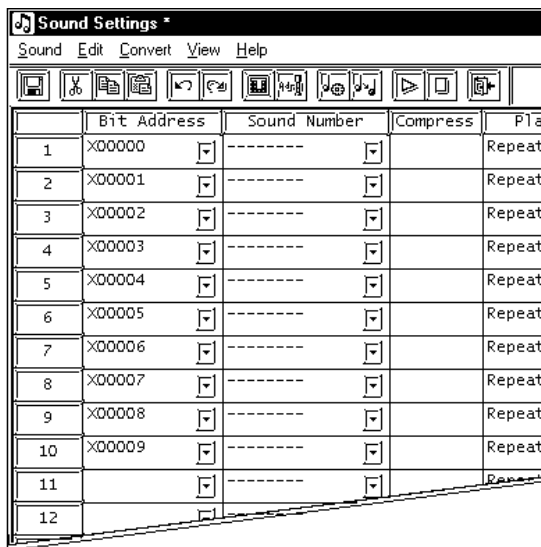 Sound Settings *
Sound Edit Convert View Help
Bit Address Sound Number Compress Pla
1 X00000 -------- Repeat
2 X00001 -------- Repeat
3 X00002 -------- Repeat
4 X00003 -------- Repeat
5 X00004 -------- Repeat
6 X00005 -------- Repeat
7 X00006 -------- Repeat
8 X00007 -------- Repeat
9 X00008 -------- Repeat
10 X00009 -------- Repeat
11 -------- Repeat
12